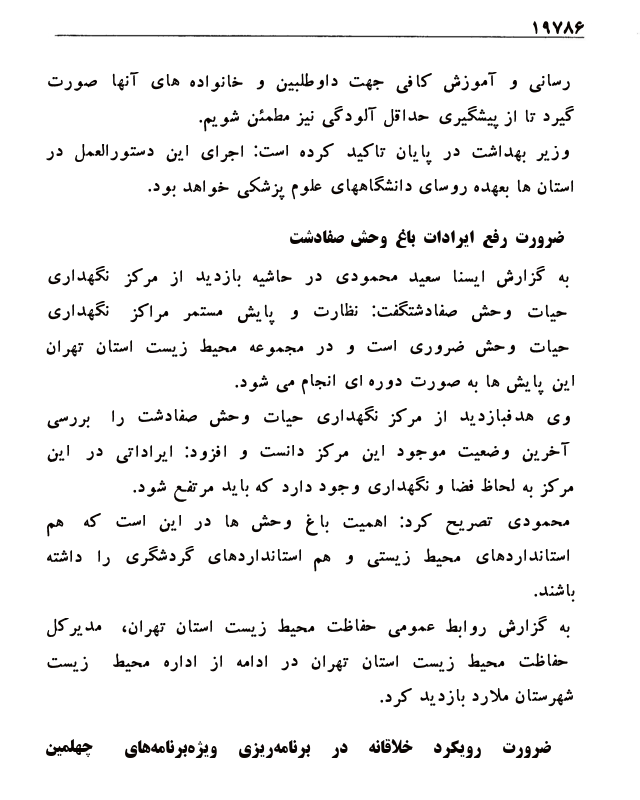 ۱۹۷۸۶
رسانی و آموزش کافی جهت داوطلبین و خانواده های آنها صورت
گیرد تا از پیشگیری حداقل آلودگی نیز مطمئن شویم.
وزیر بهداشت در پایان تاکید کرده است: اجرای این دستورالعمل در
استان ها بعهده روسای دانشگاههای علوم پزشکی خواهد بود.
ضرورت رفع ایرادات باغ وحش صفادشت
به گزارش ایسنا سعید محمودی در حاشیه بازدید از مرکز نگهداری
حیات وحش صفادشتگفت: نظارت و پایش مستمر مراکز نگهداری
حیات وحش ضروری است و در مجموعه محیط زیست استان تهران
این پایش ها به صورت دوره ای انجام می شود.
وی هدفبازدید از مرکز نگهداری حیات وحش صفادشت را بررسی
آخرین وضعیت موجود این مرکز دانست و افزود: ایراداتی در این
مرکز به لحاظ فضا و نگهداری وجود دارد که باید مرتفع شود.
محمودی تصریح کرد: اهمیت باغ وحش ها در این است که هم
استانداردهای محیط زیستی و هم استانداردهای گردشگری را داشته
باشند.
به گزارش روابط عمومی حفاظت محیط زیست استان تهران، مدیرکل
حفاظت محیط زیست استان تهران در ادامه از اداره محیط زیست
شهرستان ملارد بازدید کرد.
ضرورت رویکرد خلاقانه در برنامه‌ریزی ویژه‌برنامه‌های چهلمین